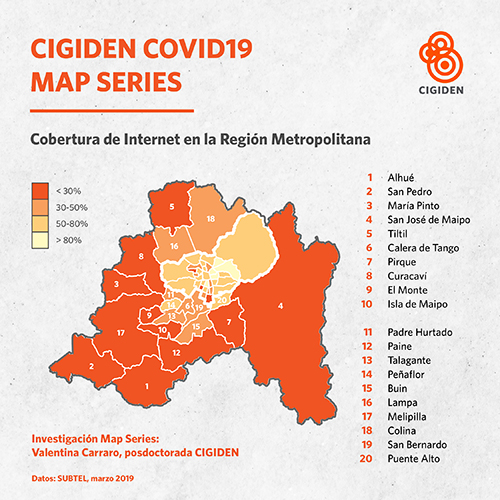 CIGIDEN COVID19
MAP SERIES
CIGIDEN
Cobertura de Internet en la Región Metropolitana
< 30%
30-50%
50-80%
> 80%
1 Alhué
2 San Pedro
3 María Pinto
4 San José de Maipo
5 Tiltil
6 Calera de Tango
7 Pirque
8 Curacaví
9 El Monte
10 Isla de Maipo
11 Padre Hurtado
12 Paine
13 Talagante
14 Peñaflor
15 Buin
16 Lampa
17 Melipilla
18 Colina
19 San Bernardo
20 Puente Alto
5
18
16
8
3
11
14
13
6
19
20
9
10
15
7
4
17
12
2
1
Investigación Map Series:
Valentina Carraro, posdoctorada CIGIDEN
Datos: SUBTEL, marzo 2019